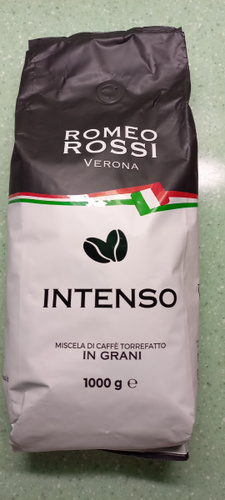 ROMEO
ROSSI
VERONA
INTENSO
MISCELA DI CAFFÈ TORREFATTO
IN GRANI
1000 g ℮